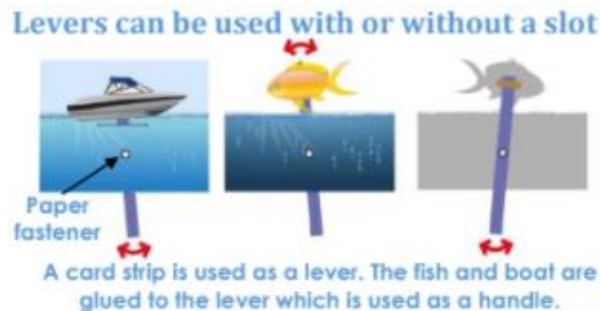 Levers can be used with or without a slot
Paper
fastener
A card strip is used as a lever. The fish and boat are
glued to the lever which is used as a handle.